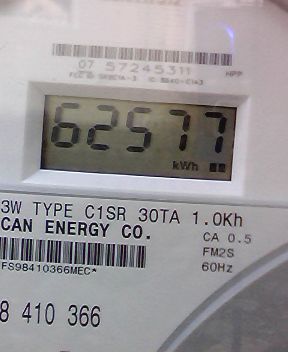 07 57245311 HPP
62577
kWh
3W TYPE C1SR 30TA 1.0Kh
CAN ENERGY CO. CA 0.5
FM2S
FS98410366MEC* 60Hz
8 410 366